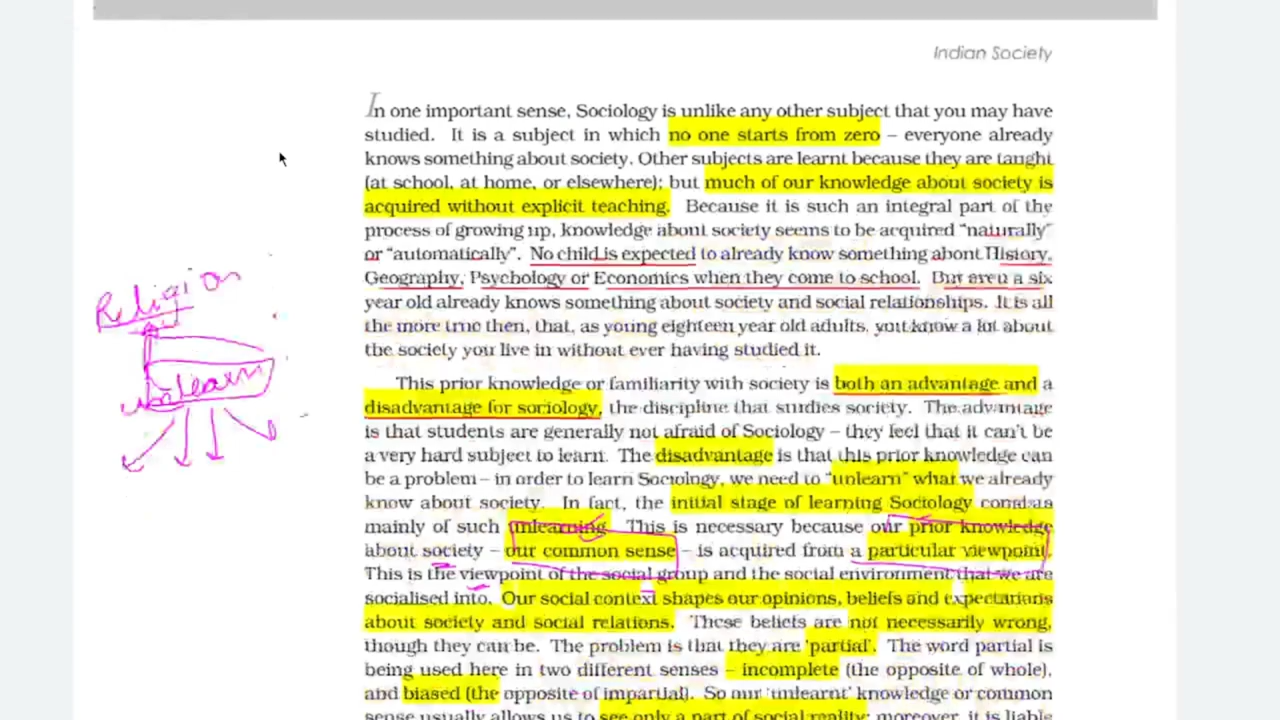 Indian Society
In one important sense, Sociology is unlike any other subject that you may have
studied. It is a subject in which no one starts from zero – everyone already
knows something about society. Other subjects are learnt because they are taught
(at school, at home, or elsewhere); but much of our knowledge about society is
acquired without explicit teaching. Because it is such an integral part of the
process of growing up, knowledge about society seems to be acquired “naturally”
or “automatically”. No child is expected to already know something about History,
Geography, Psychology or Economics when they come to school. But even a six
year old already knows something about society and social relationships. It is all
the more true then, that, as young eighteen year old adults, you know a lot about
the society you live in without ever having studied it.
Religion
unlearn
This prior knowledge or familiarity with society is both an advantage and a
disadvantage for sociology, the discipline that studies society. The advantage
is that students are generally not afraid of Sociology – they feel that it can't be
a very hard subject to learn. The disadvantage is that this prior knowledge can
be a problem – in order to learn Sociology, we need to “unlearn” what we already
know about society. In fact, the initial stage of learning Sociology consists
mainly of such unlearning. This is necessary because our prior knowledge
about society – our common sense – is acquired from a particular viewpoint.
This is the viewpoint of the social group and the social environment that we are
socialised into. Our social context shapes our opinions, beliefs and expectations
about society and social relations. These beliefs are not necessarily wrong,
though they can be. The problem is that they are 'partial'. The word partial is
being used here in two different senses – incomplete (the opposite of whole),
and biased (the opposite of impartial). So our 'unlearnt' knowledge or common
sense usually allows us to see only a part of social reality; moreover, it is liable